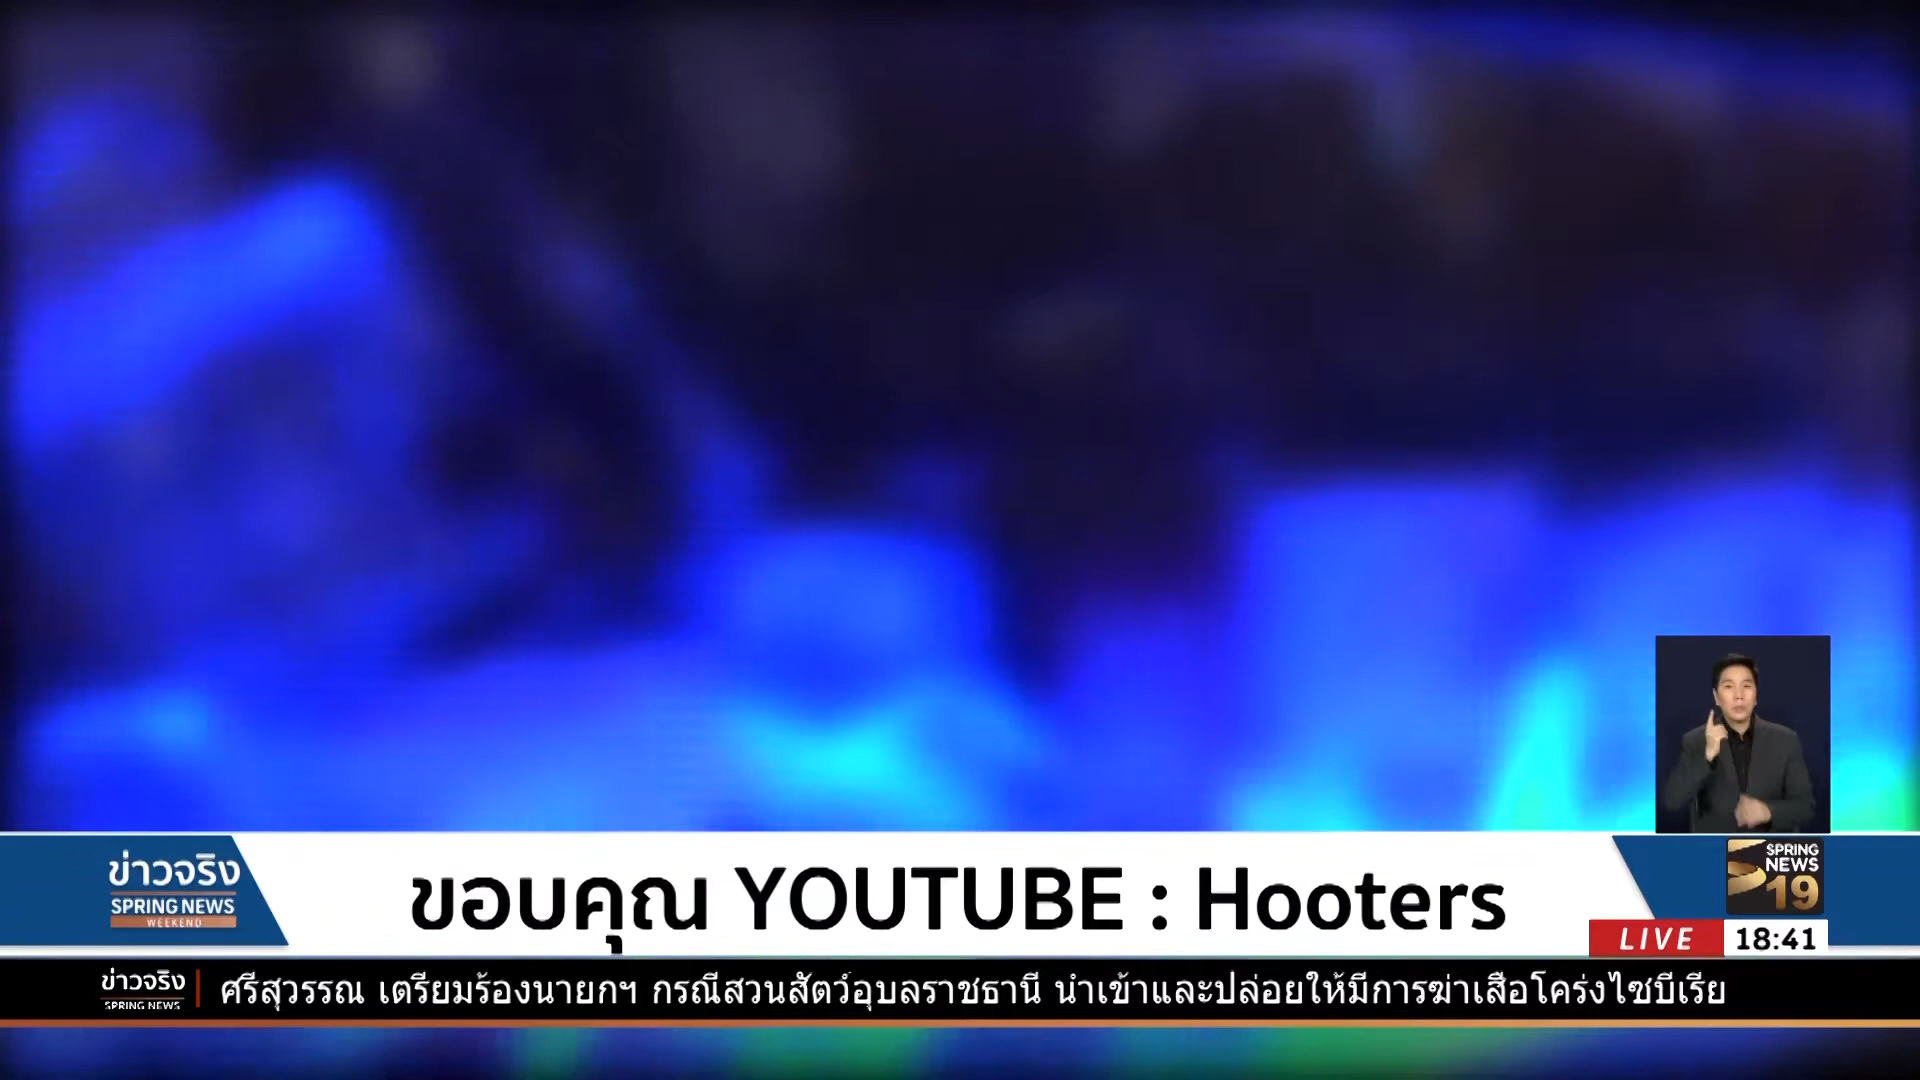 ข่าวจริง
SPRING NEWS
WEEKEND
ขอบคุณ YOUTUBE : Hooters
SPRING
NEWS
19
LIVE 18:41
ข่าวจริง
SPRING NEWS
ศรีสุวรรณ เตรียมร้องนายกฯ กรณีสวนสัตว์อุบลราชธานี นำเข้าและปล่อยให้มีการฆ่าเสือโคร่งไซบีเรีย